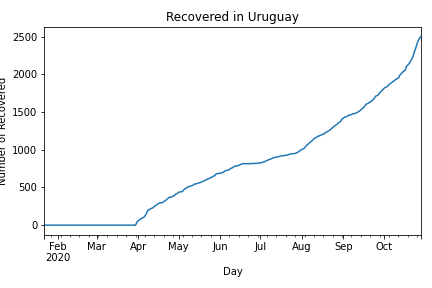 Recovered in Uruguay
2500
2000
1500
1000
500
0
Number of Recovered
Feb Mar Apr May Jun Jul Aug Sep Oct
2020
Day